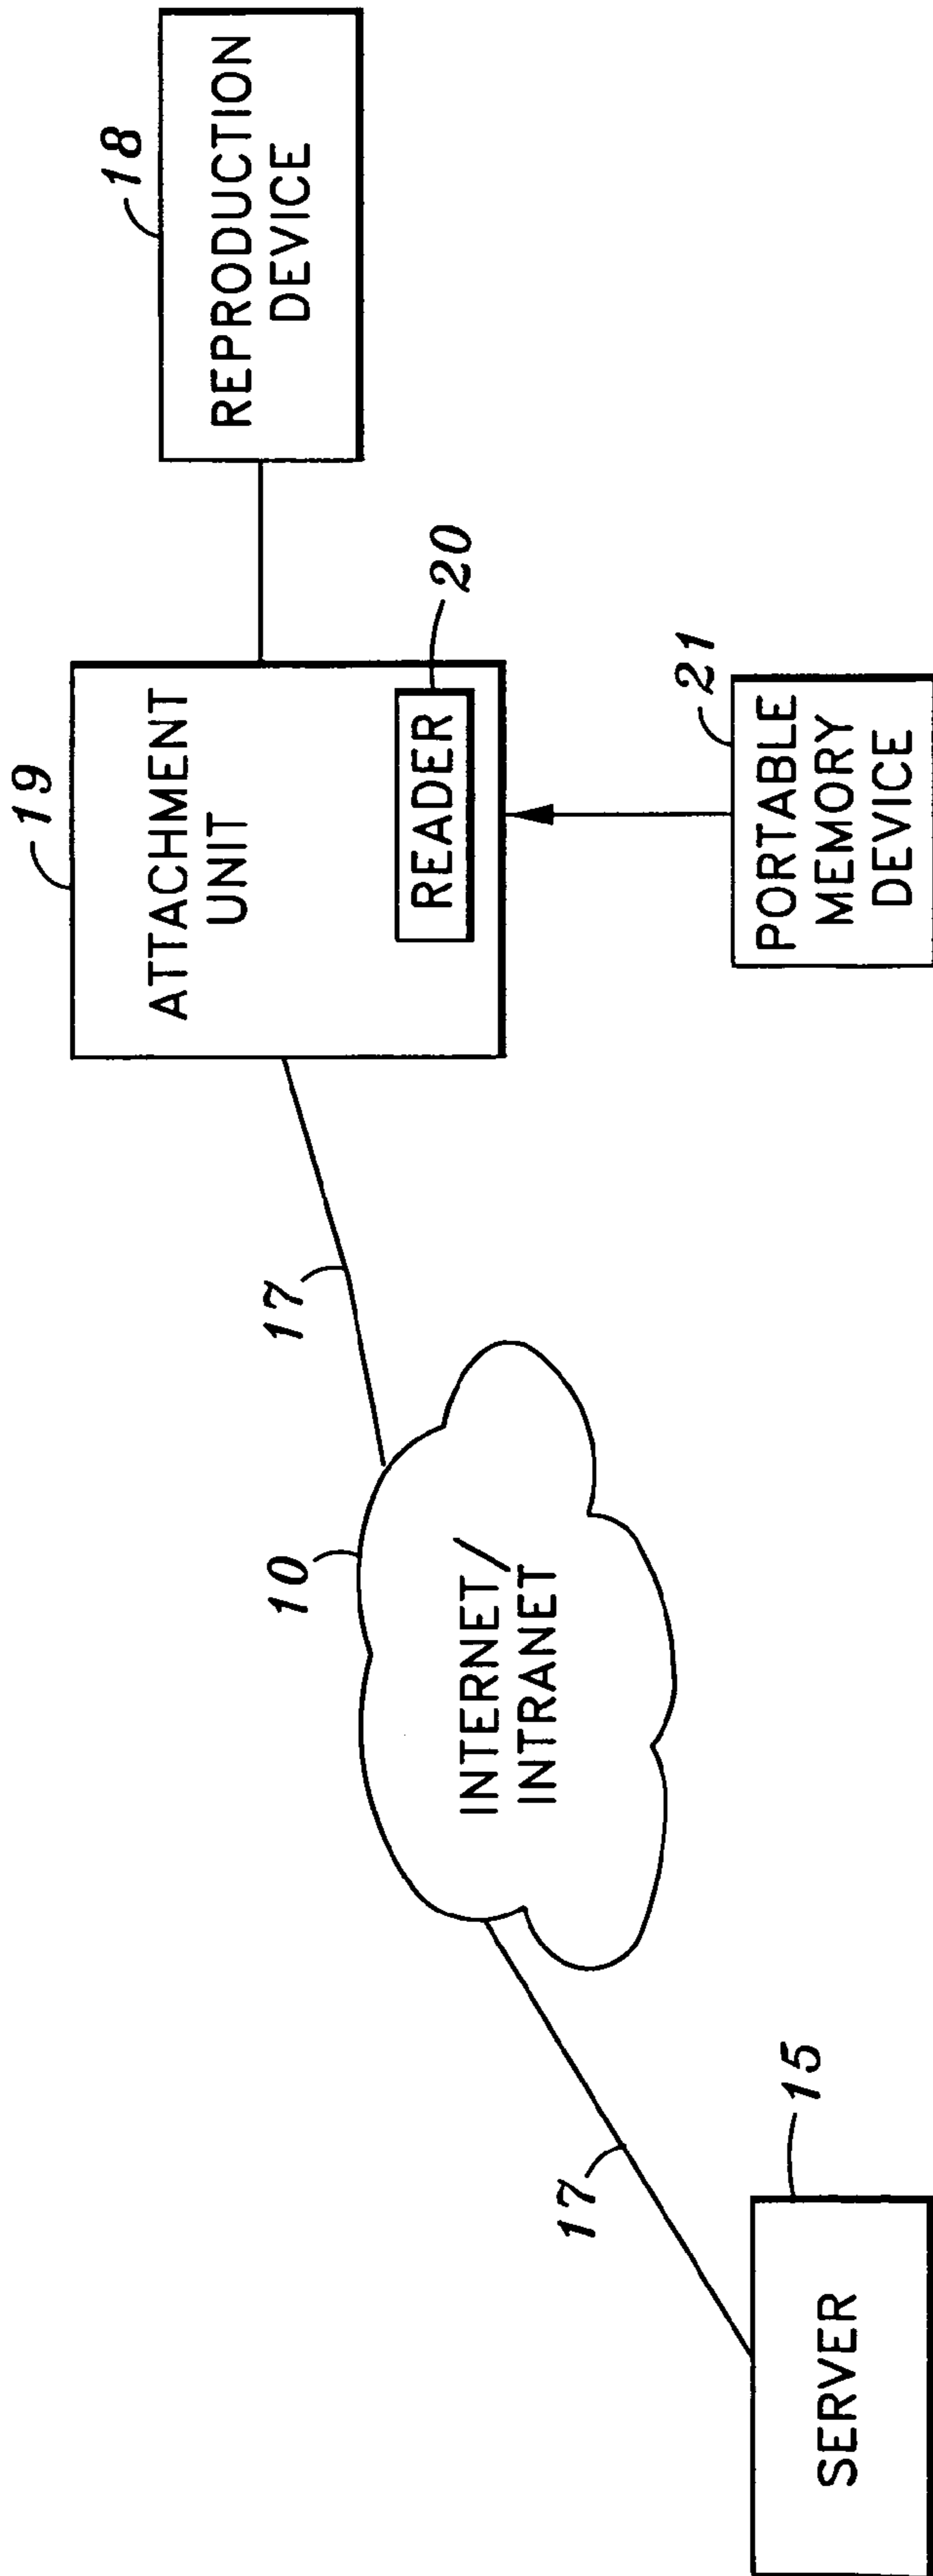 SERVER
15
17
10
INTERNET/
INTRANET
17
19
ATTACHMENT
UNIT
READER
20
PORTABLE
MEMORY
DEVICE
21
18
REPRODUCTION
DEVICE